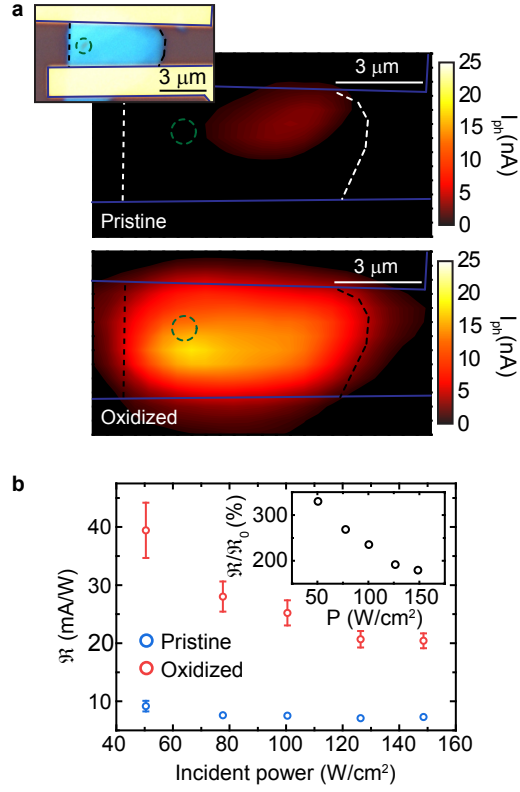 a
3 μm
3 μm
Pristine
25
20
15
10
5
0
I_ph(nA)
3 μm
Oxidized
25
20
15
10
5
0
I_ph(nA)
b
ℜ (mA/W)
40
30
20
10
40 60 80 100 120 140 160
Incident power (W/cm²)
Pristine
Oxidized
ℜ/ℜ₀ (%)
300
200
50 100 150
P (W/cm²)